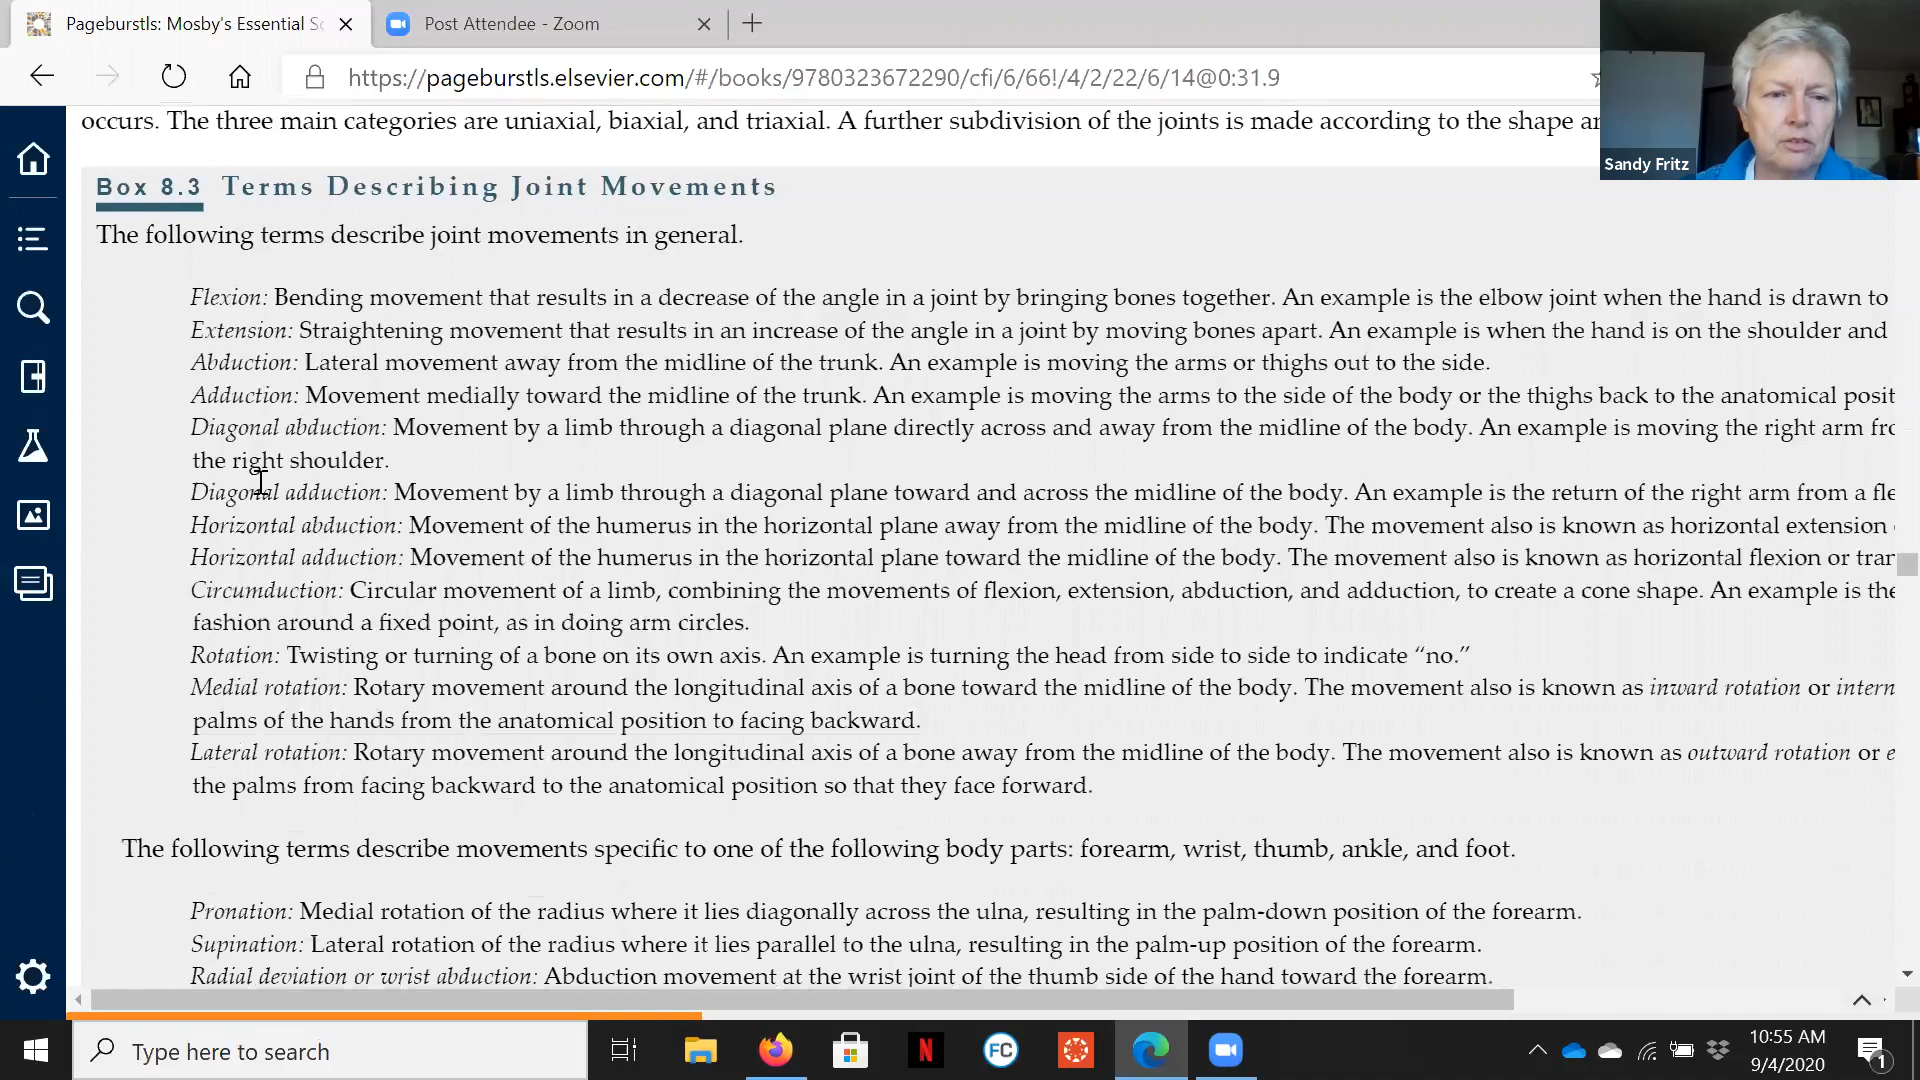 Pageburstls: Mosby's Essential Sc
Post Attendee - Zoom
https://pageburstls.elsevier.com/#/books/9780323672290/cfi/6/66!/4/2/22/6/14@0:31.9
occurs. The three main categories are uniaxial, biaxial, and triaxial. A further subdivision of the joints is made according to the shape
Sandy Fritz
Box 8.3 Terms Describing Joint Movements
The following terms describe joint movements in general.
Flexion: Bending movement that results in a decrease of the angle in a joint by bringing bones together. An example is the elbow joint when the hand is drawn to
Extension: Straightening movement that results in an increase of the angle in a joint by moving bones apart. An example is when the hand is on the shoulder and
Abduction: Lateral movement away from the midline of the trunk. An example is moving the arms or thighs out to the side.
Adduction: Movement medially toward the midline of the trunk. An example is moving the arms to the side of the body or the thighs back to the anatomical posit
Diagonal abduction: Movement by a limb through a diagonal plane directly across and away from the midline of the body. An example is moving the right arm fro
the right shoulder.
Diagonal adduction: Movement by a limb through a diagonal plane toward and across the midline of the body. An example is the return of the right arm from a fle
Horizontal abduction: Movement of the humerus in the horizontal plane away from the midline of the body. The movement also is known as horizontal extension
Horizontal adduction: Movement of the humerus in the horizontal plane toward the midline of the body. The movement also is known as horizontal flexion or tran
Circumduction: Circular movement of a limb, combining the movements of flexion, extension, abduction, and adduction, to create a cone shape. An example is the
fashion around a fixed point, as in doing arm circles.
Rotation: Twisting or turning of a bone on its own axis. An example is turning the head from side to side to indicate “no.”
Medial rotation: Rotary movement around the longitudinal axis of a bone toward the midline of the body. The movement also is known as inward rotation or intern
palms of the hands from the anatomical position to facing backward.
Lateral rotation: Rotary movement around the longitudinal axis of a bone away from the midline of the body. The movement also is known as outward rotation or e
the palms from facing backward to the anatomical position so that they face forward.
The following terms describe movements specific to one of the following body parts: forearm, wrist, thumb, ankle, and foot.
Pronation: Medial rotation of the radius where it lies diagonally across the ulna, resulting in the palm-down position of the forearm.
Supination: Lateral rotation of the radius where it lies parallel to the ulna, resulting in the palm-up position of the forearm.
Radial deviation or wrist abduction: Abduction movement at the wrist joint of the thumb side of the hand toward the forearm.
Type here to search
N
FC
10:55 AM
9/4/2020
1